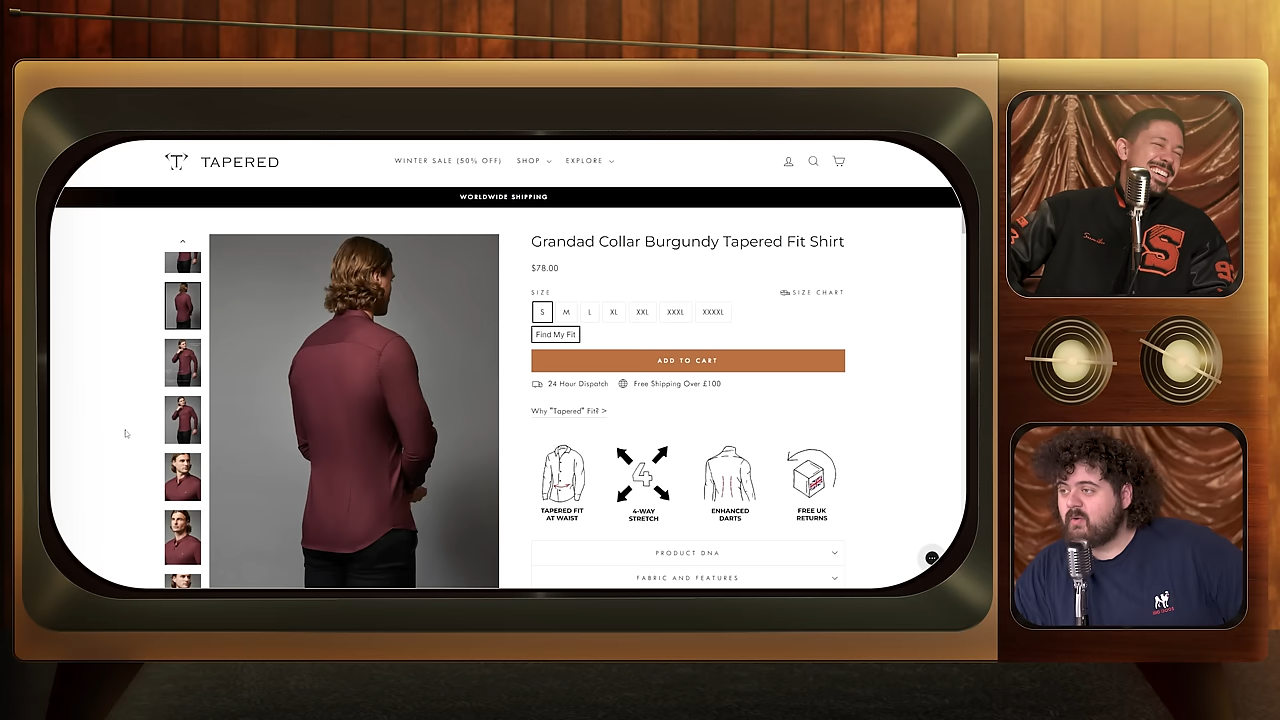 TAPERED
WINTER SALE (50% OFF) SHOP EXPLORE
WORLDWIDE SHIPPING
Grandad Collar Burgundy Tapered Fit Shirt
$78.00
SIZE
SIZE CHART
S M L XL XXL XXXL XXXXL
Find My Fit
ADD TO CART
24 Hour Dispatch Free Shipping Over £100
Why "Tapered" Fit? >
4
TAPERED FIT
AT WAIST
4-WAY
STRETCH
ENHANCED
DARTS
FREE UK
RETURNS
PRODUCT DNA
FABRIC AND FEATURES
S